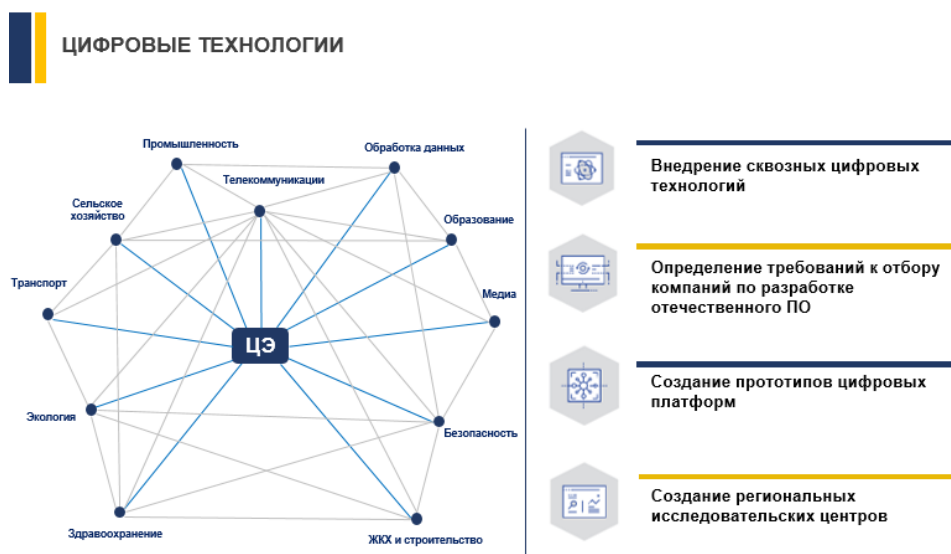 ЦИФРОВЫЕ ТЕХНОЛОГИИ
Промышленность
Обработка данных
Телекоммуникации
Сельское
хозяйство
Образование
Транспорт
Медиа
ЦЭ
Экология
Безопасность
Здравоохранение
ЖКХ и строительство
Внедрение сквозных цифровых
технологий
Определение требований к отбору
компаний по разработке
отечественного ПО
Создание прототипов цифровых
платформ
Создание региональных
исследовательских центров